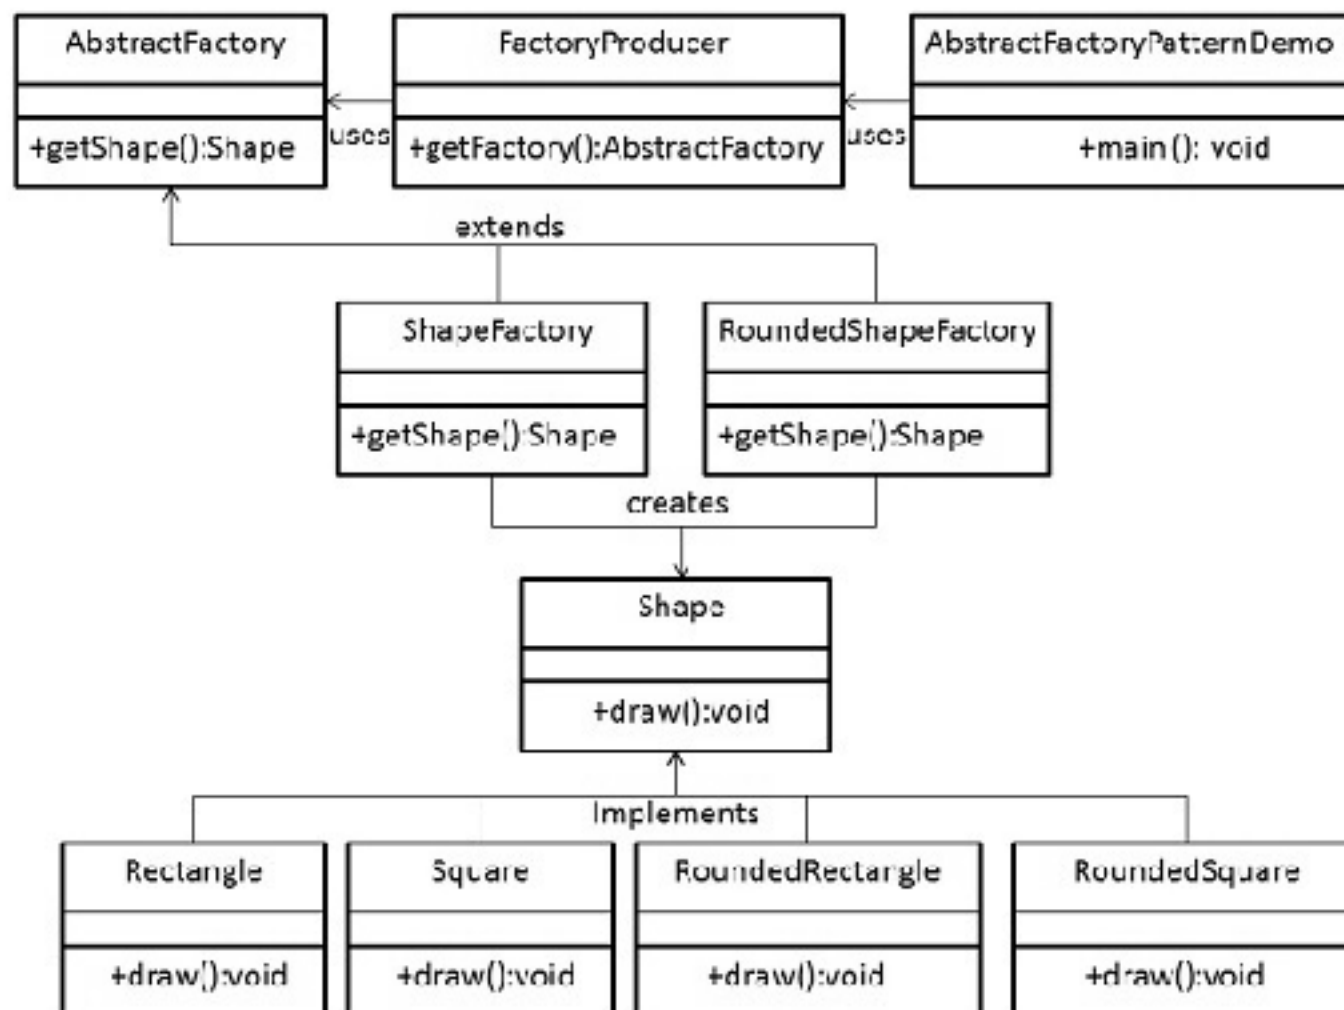 AbstractFactory
FactoryProducer
AbstractFactoryPatternDemo
+getShape():Shape
uses
+getFactory():AbstractFactory
uses
+main(): void
extends
ShapeFactory
RoundedShapeFactory
+getShape():Shape
+getShape():Shape
creates
Shape
+draw():void
Implements
Rectangle
Square
RoundedRectangle
RoundedSquare
+draw():void
+draw():void
+draw():void
+draw():void